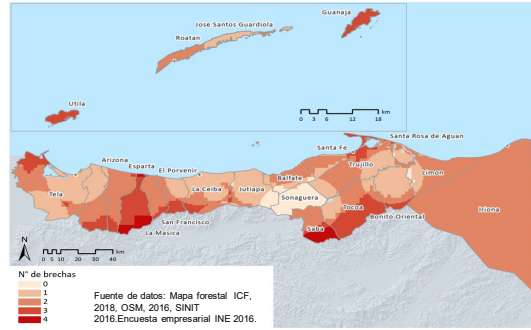 Guanaja
Jose Santos Guardiola
Roatan
km
0 3 6 12 18
Utila
Santa Rosa de Aguan
Santa Fe
Arizona
Trujillo
Esparta
El Porvenir
Balfate
Limon
Tela
La Ceiba
Jutiapa
Sonaguera
Tocoa
Iriona
San Francisco
Bonito Oriental
Saba
La Masica
N
km
0 5 10 20 30 40
N° de brechas
0
1
2
3
4
Fuente de datos: Mapa forestal ICF,
2018, OSM, 2016, SINIT
2016.Encuesta empresarial INE 2016.